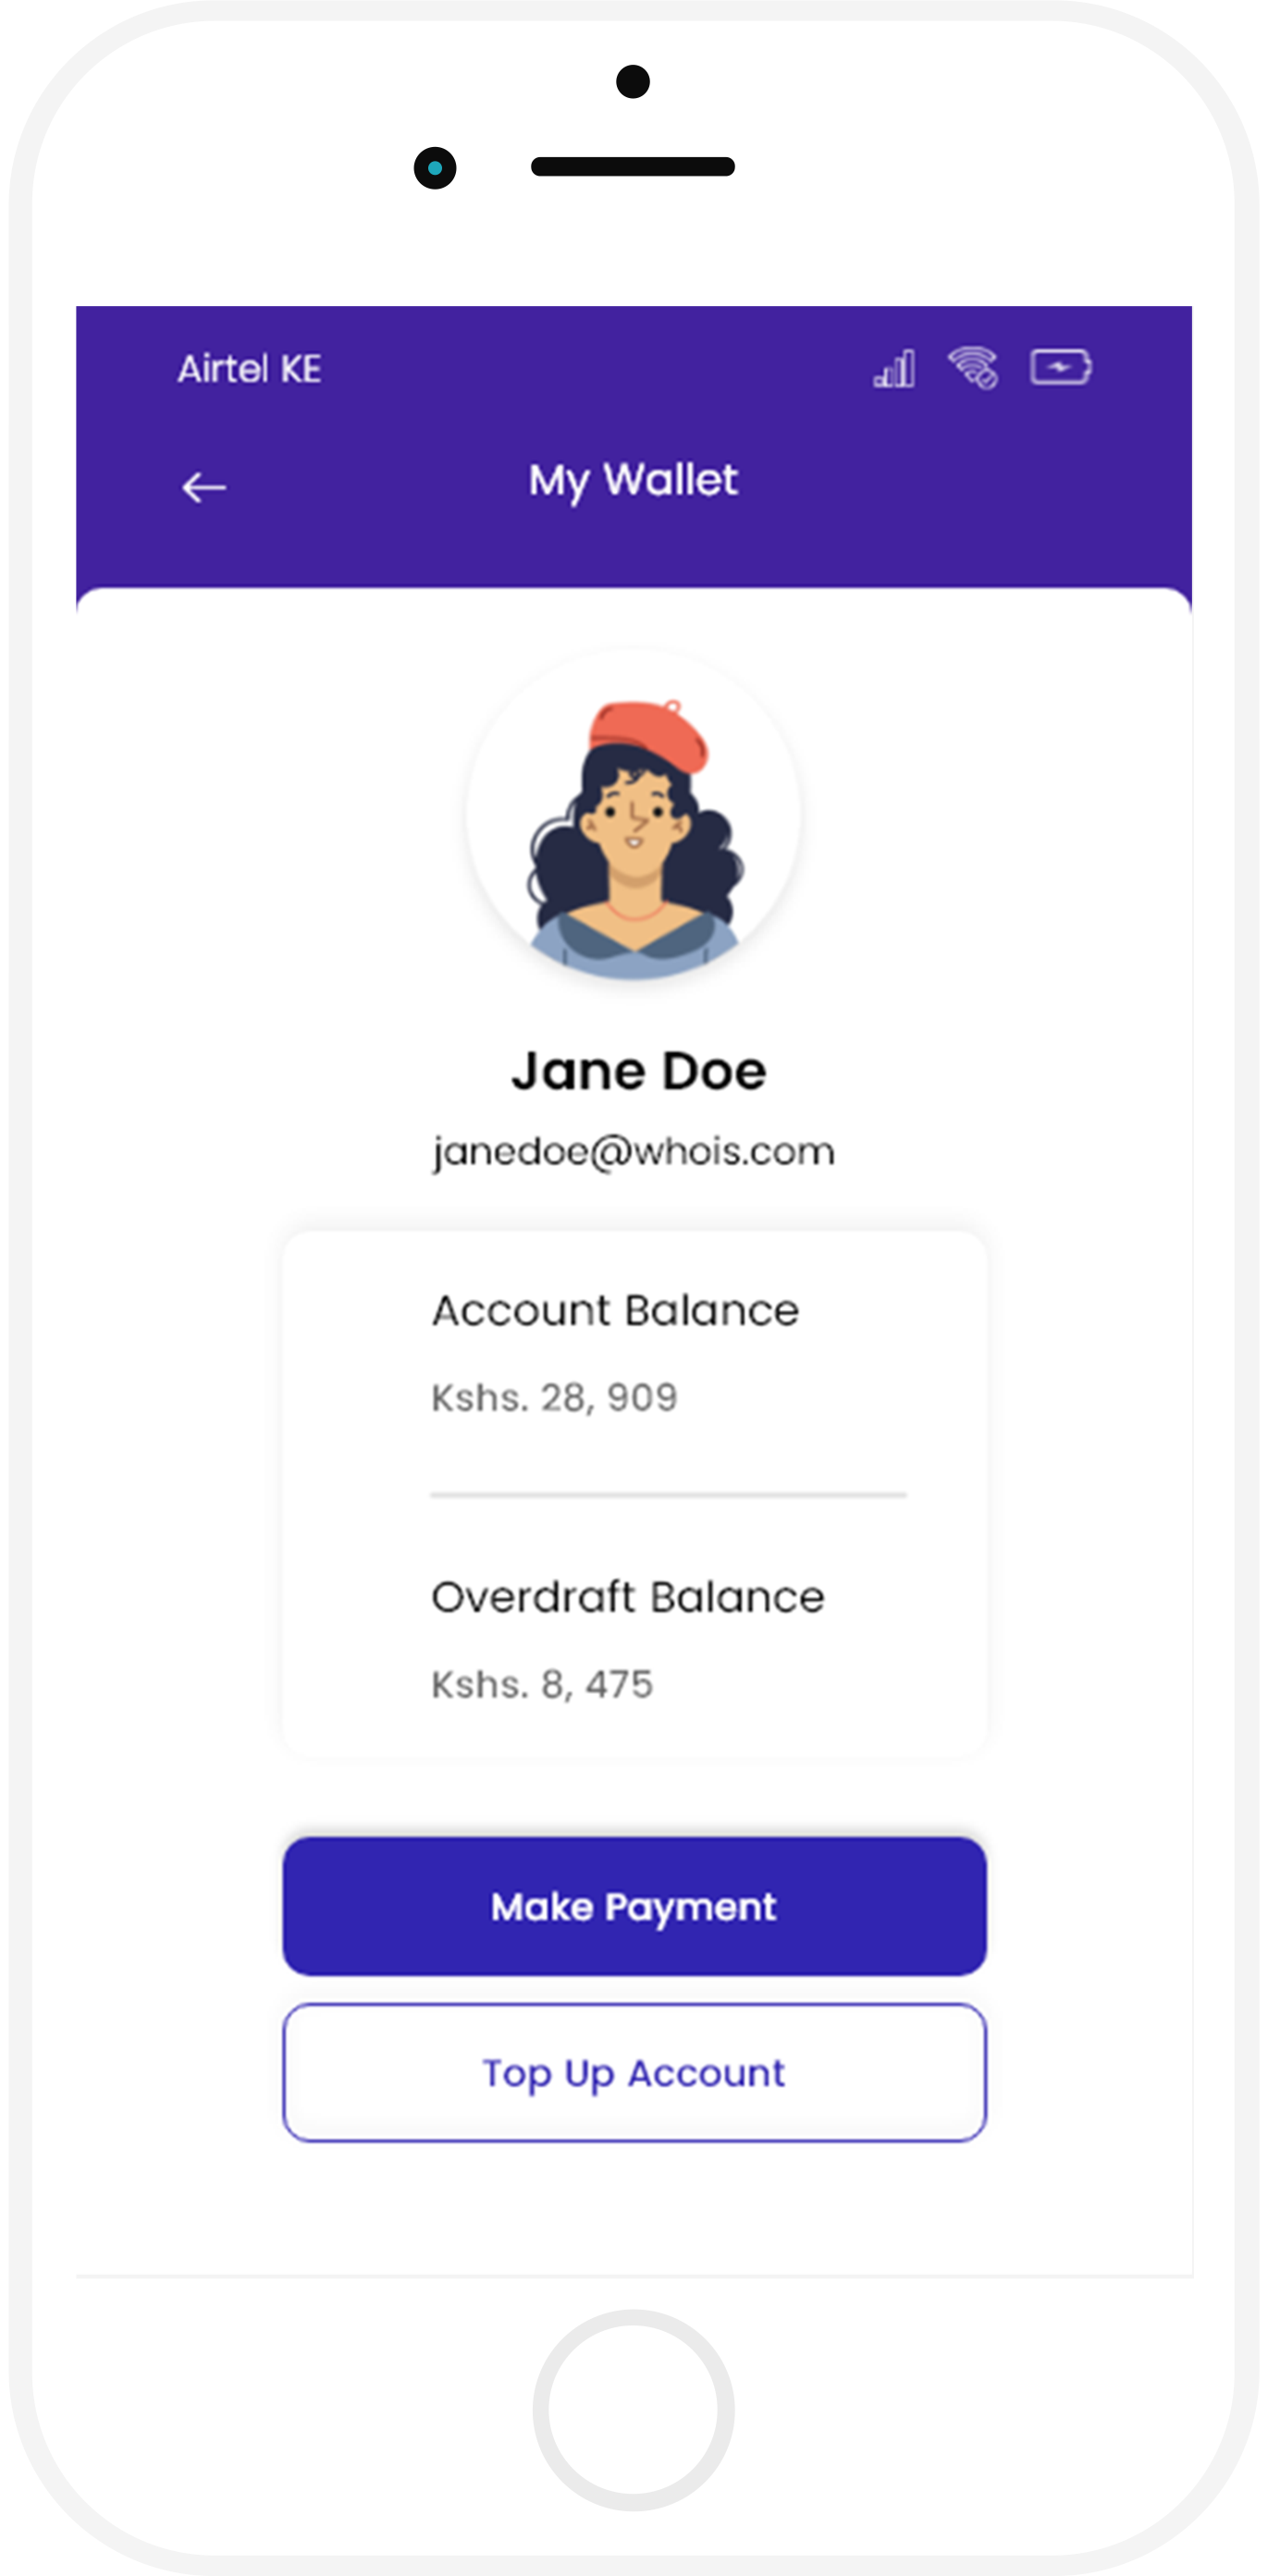 Airtel KE
My Wallet
Jane Doe
janedoe@whois.com
Account Balance
Kshs. 28, 909
Overdraft Balance
Kshs. 8, 475
Make Payment
Top Up Account